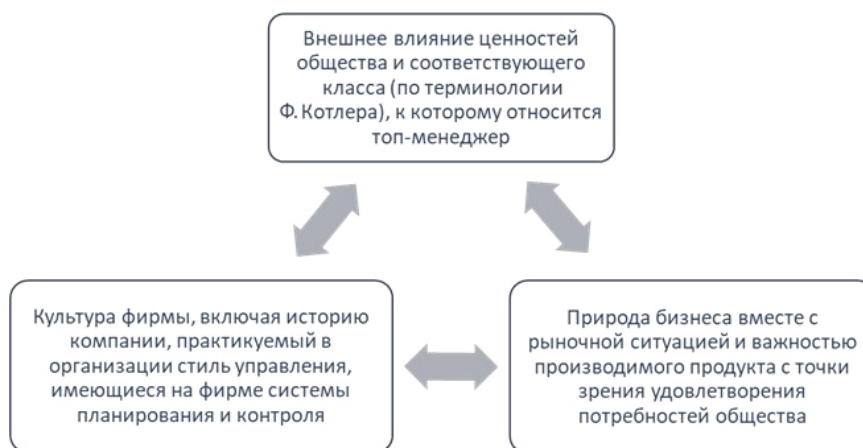 Внешнее влияние ценностей
общества и соответствующего
класса (по терминологии
Ф. Котлера), к которому относится
топ-менеджер
Культура фирмы, включая историю
компании, практикуемый в
организации стиль управления,
имеющиеся на фирме системы
планирования и контроля
Природа бизнеса вместе с
рыночной ситуацией и важностью
производимого продукта с точки
зрения удовлетворения
потребностей общества